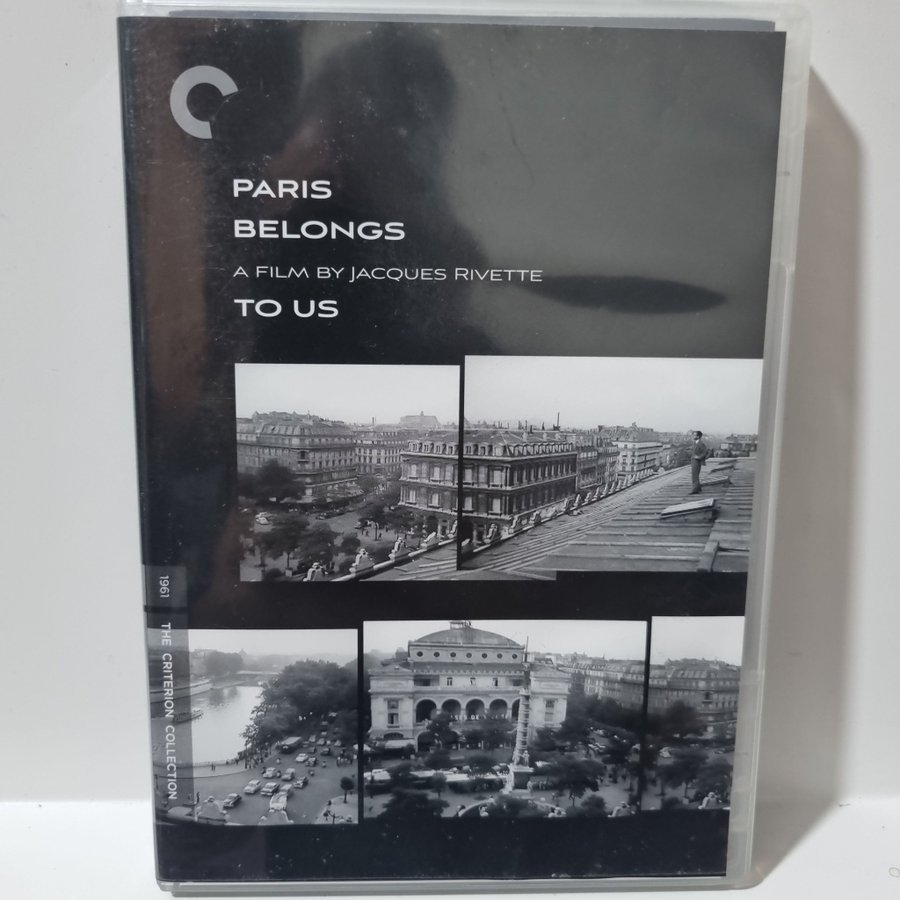 PARIS
BELONGS
A FILM BY JACQUES RIVETTE
TO US
1961 THE CRITERION COLLECTION